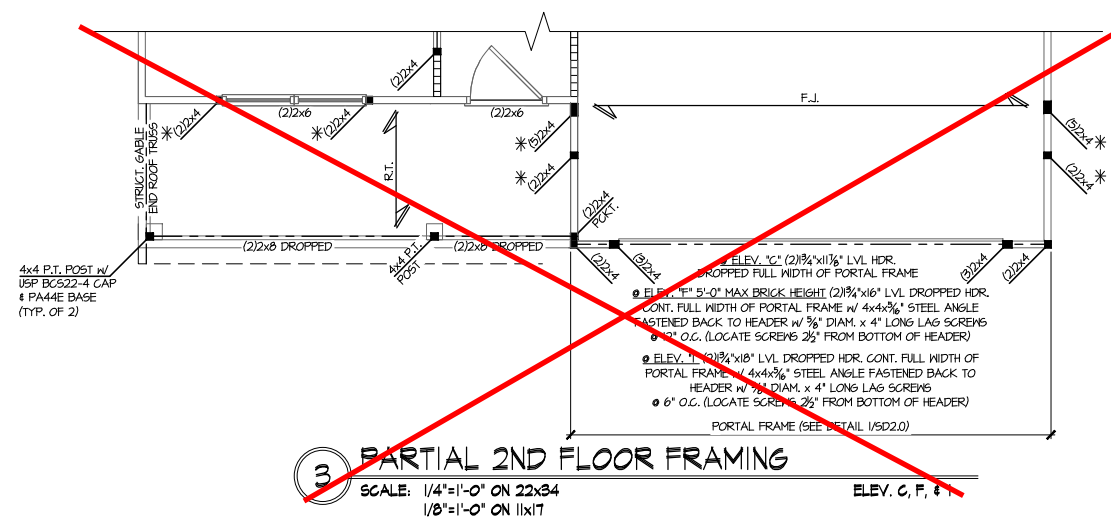 (2)2x4
(2)2x6
(2)2x6
F.J.
*(2)2x4
*(2)2x4
*(5)2x4
(5)2x4*
STRUCT. GABLE
END ROOF TRUSS
R.T.
*(2)2x4
(2)2x4*
(2)2x4
PCKT.
(2)2x8 DROPPED
(2)2x8 DROPPED
4x4 P.T.
POST
(2)2x4
(3)2x4
(3)2x4
(2)2x4
4x4 P.T. POST W/
USP BCS22-4 CAP
& PA44E BASE
(TYP. OF 2)
@ ELEV. "C" (2)1¾"x11⅞" LVL HDR.
DROPPED FULL WIDTH OF PORTAL FRAME
@ ELEV. "F" 5'-0" MAX BRICK HEIGHT (2)1¾"x16" LVL DROPPED HDR.
CONT. FULL WIDTH OF PORTAL FRAME W/ 4x4x5/16" STEEL ANGLE
FASTENED BACK TO HEADER W/ ⅝" DIAM. x 4" LONG LAG SCREWS
@ 12" O.C. (LOCATE SCREWS 2½" FROM BOTTOM OF HEADER)
@ ELEV. (2)1¾"x18" LVL DROPPED HDR. CONT. FULL WIDTH OF
PORTAL FRAME W/ 4x4x5/16" STEEL ANGLE FASTENED BACK TO
HEADER W/ ⅝" DIAM. x 4" LONG LAG SCREWS
@ 6" O.C. (LOCATE SCREWS 2½" FROM BOTTOM OF HEADER)
PORTAL FRAME (SEE DETAIL 1/SD2.0)
3
PARTIAL 2ND FLOOR FRAMING
SCALE: 1/4"=1'-0" ON 22x34
1/8"=1'-0" ON 11x17
ELEV. C, F, &